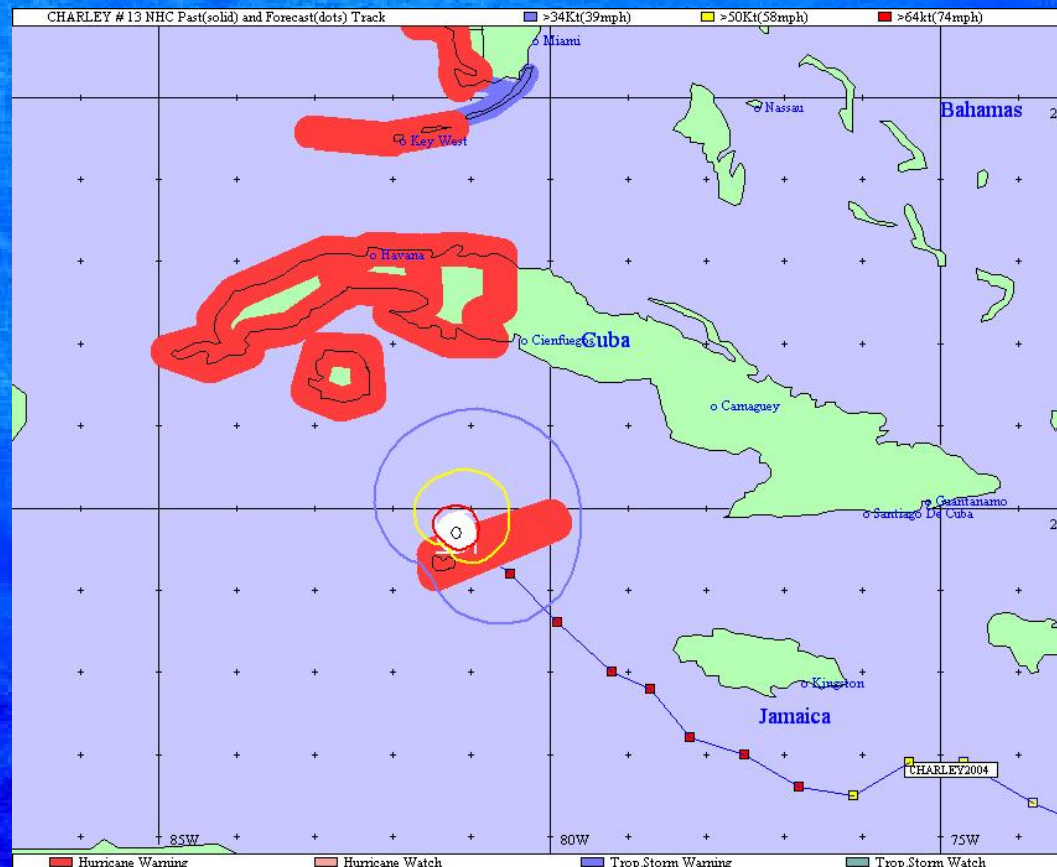 CHARLEY # 13 NHC Past(solid) and Forecast(dots) Track >34Kt(39mph) >50Kt(58mph) >64kt(74mph)
Miami
Nassau
Bahamas
2
Key West
Havana
Cienfuegos
Cuba
Camaguey
Guantanamo
Santiago De Cuba
2
Kingston
Jamaica
CHARLEY2004
85W 80W 75W
Hurricane Warning Hurricane Watch Trop.Storm Warning Trop.Storm Watch